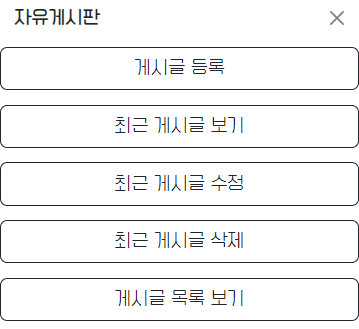 자유게시판
게시글 등록
최근 게시글 보기
최근 게시글 수정
최근 게시글 삭제
게시글 목록 보기